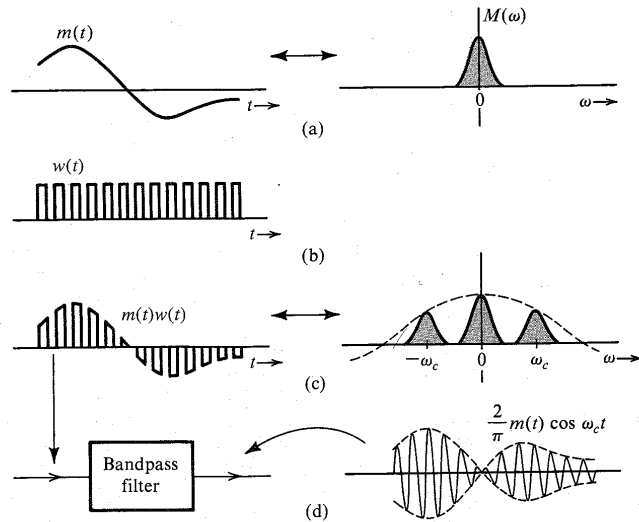 m(t)
M(ω)
t→
0
ω→
(a)
w(t)
t→
(b)
m(t)w(t)
t→
−ω_c
0
ω_c
ω→
(c)
2/π m(t) cos ω_c t
Bandpass
filter
(d)